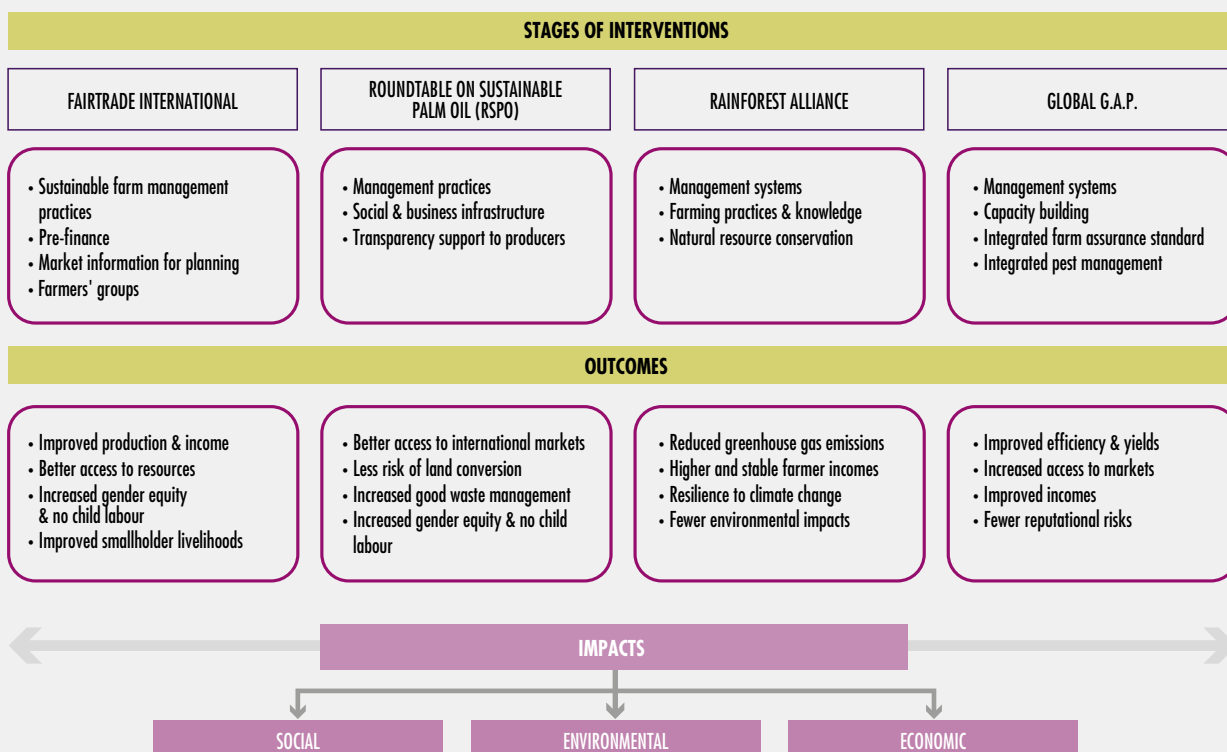 STAGES OF INTERVENTIONS
FAIRTRADE INTERNATIONAL
ROUNDTABLE ON SUSTAINABLE
PALM OIL (RSPO)
RAINFOREST ALLIANCE
GLOBAL G.A.P.
• Sustainable farm management
practices
• Pre-finance
• Market information for planning
• Farmers' groups
• Management practices
• Social & business infrastructure
• Transparency support to producers
• Management systems
• Farming practices & knowledge
• Natural resource conservation
• Management systems
• Capacity building
• Integrated farm assurance standard
• Integrated pest management
OUTCOMES
• Improved production & income
• Better access to resources
• Increased gender equity
& no child labour
• Improved smallholder livelihoods
• Better access to international markets
• Less risk of land conversion
• Increased good waste management
• Increased gender equity & no child
labour
• Reduced greenhouse gas emissions
• Higher and stable farmer incomes
• Resilience to climate change
• Fewer environmental impacts
• Improved efficiency & yields
• Increased access to markets
• Improved incomes
• Fewer reputational risks
IMPACTS
SOCIAL
ENVIRONMENTAL
ECONOMIC